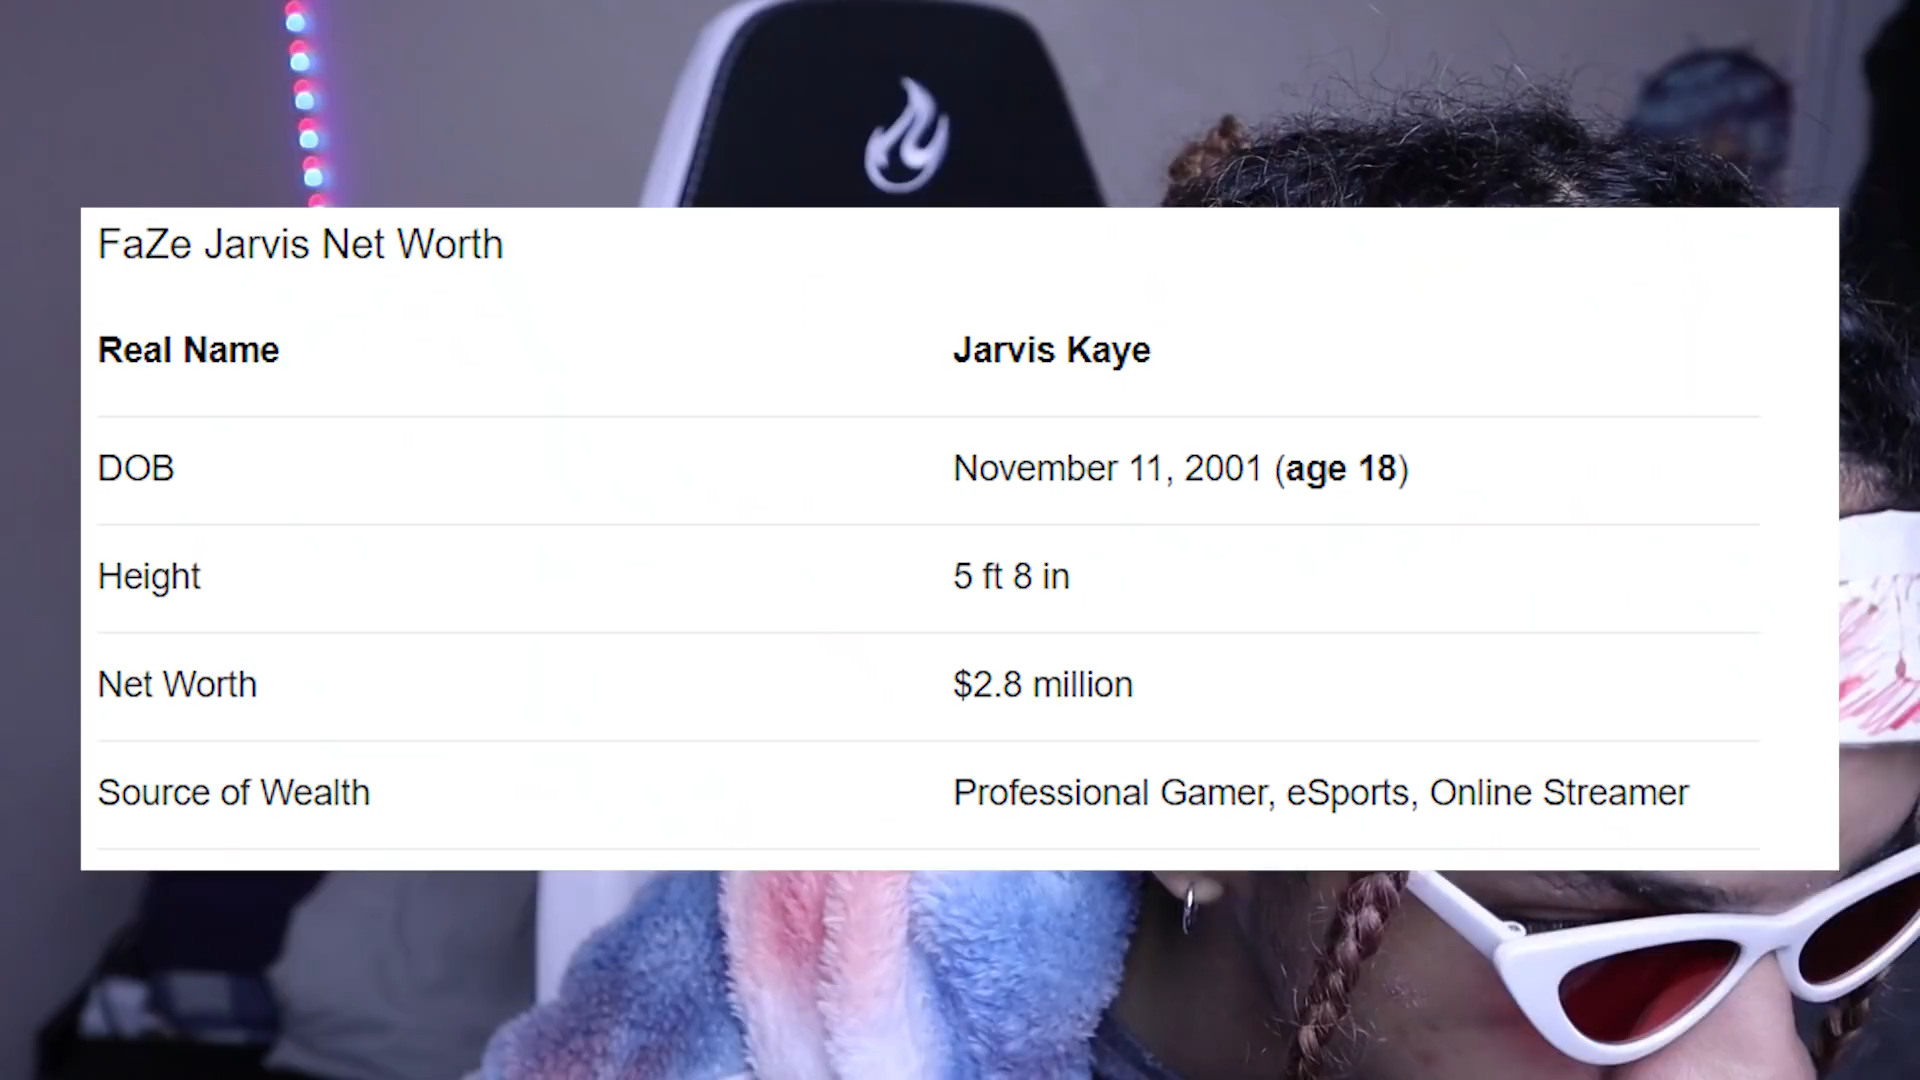 FaZe Jarvis Net Worth
Real Name Jarvis Kaye
DOB November 11, 2001 (age 18)
Height 5 ft 8 in
Net Worth $2.8 million
Source of Wealth Professional Gamer, eSports, Online Streamer